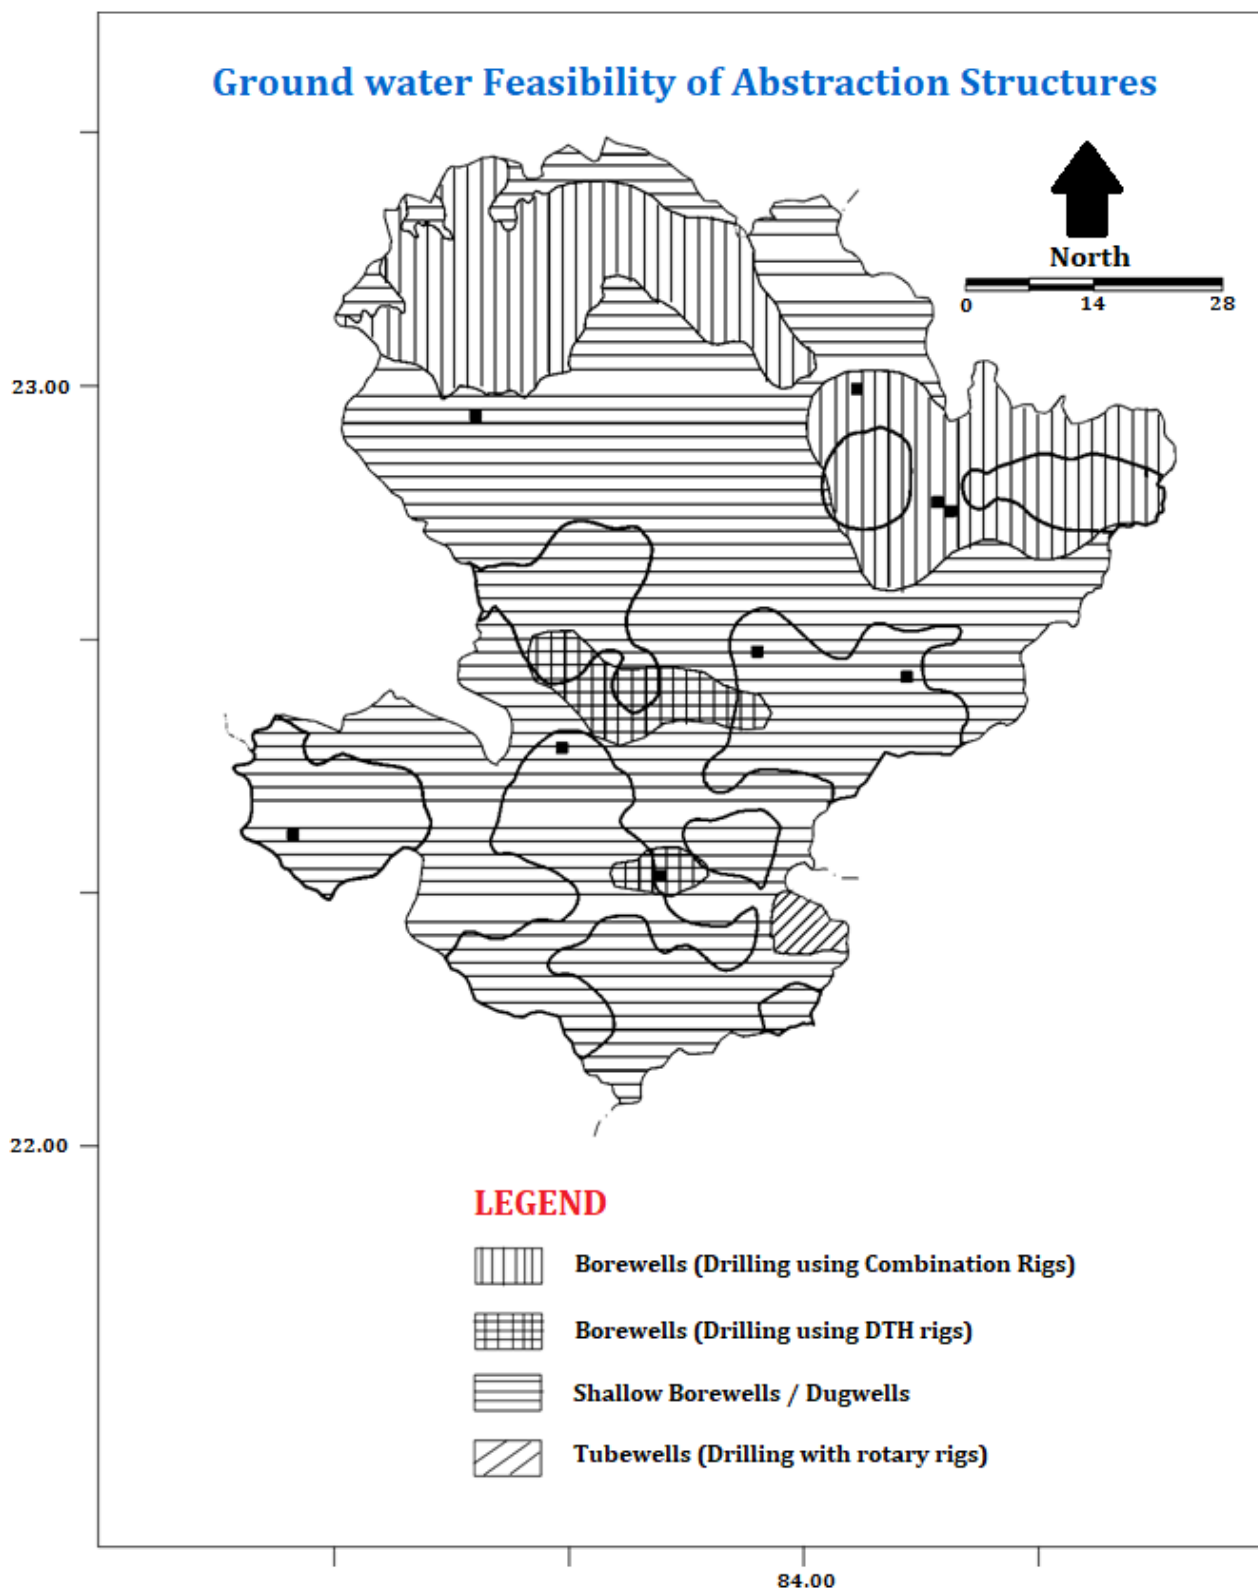 Ground water Feasibility of Abstraction Structures
North
0 14 28
23.00
22.00
LEGEND
Borewells (Drilling using Combination Rigs)
Borewells (Drilling using DTH rigs)
Shallow Borewells / Dugwells
Tubewells (Drilling with rotary rigs)
84.00